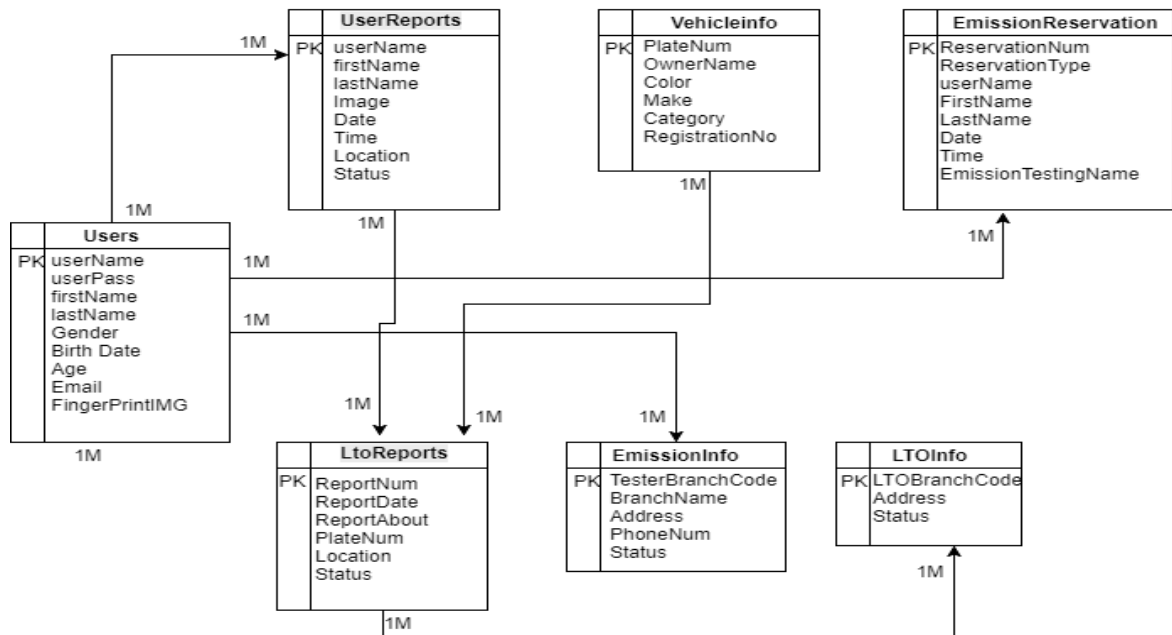 UserReports
PK userName
firstName
lastName
Image
Date
Time
Location
Status
Vehicleinfo
PK PlateNum
OwnerName
Color
Make
Category
RegistrationNo
EmissionReservation
PK ReservationNum
ReservationType
userName
FirstName
LastName
Date
Time
EmissionTestingName
1M
1M
1M
1M
1M
Users
PK userName
userPass
firstName
lastName
Gender
Birth Date
Age
Email
FingerPrintIMG
1M
1M
1M
1M
1M
1M
1M
LtoReports
PK ReportNum
ReportDate
ReportAbout
PlateNum
Location
Status
EmissionInfo
PK TesterBranchCode
BranchName
Address
PhoneNum
Status
LTOInfo
PK LTOBranchCode
Address
Status
1M
1M